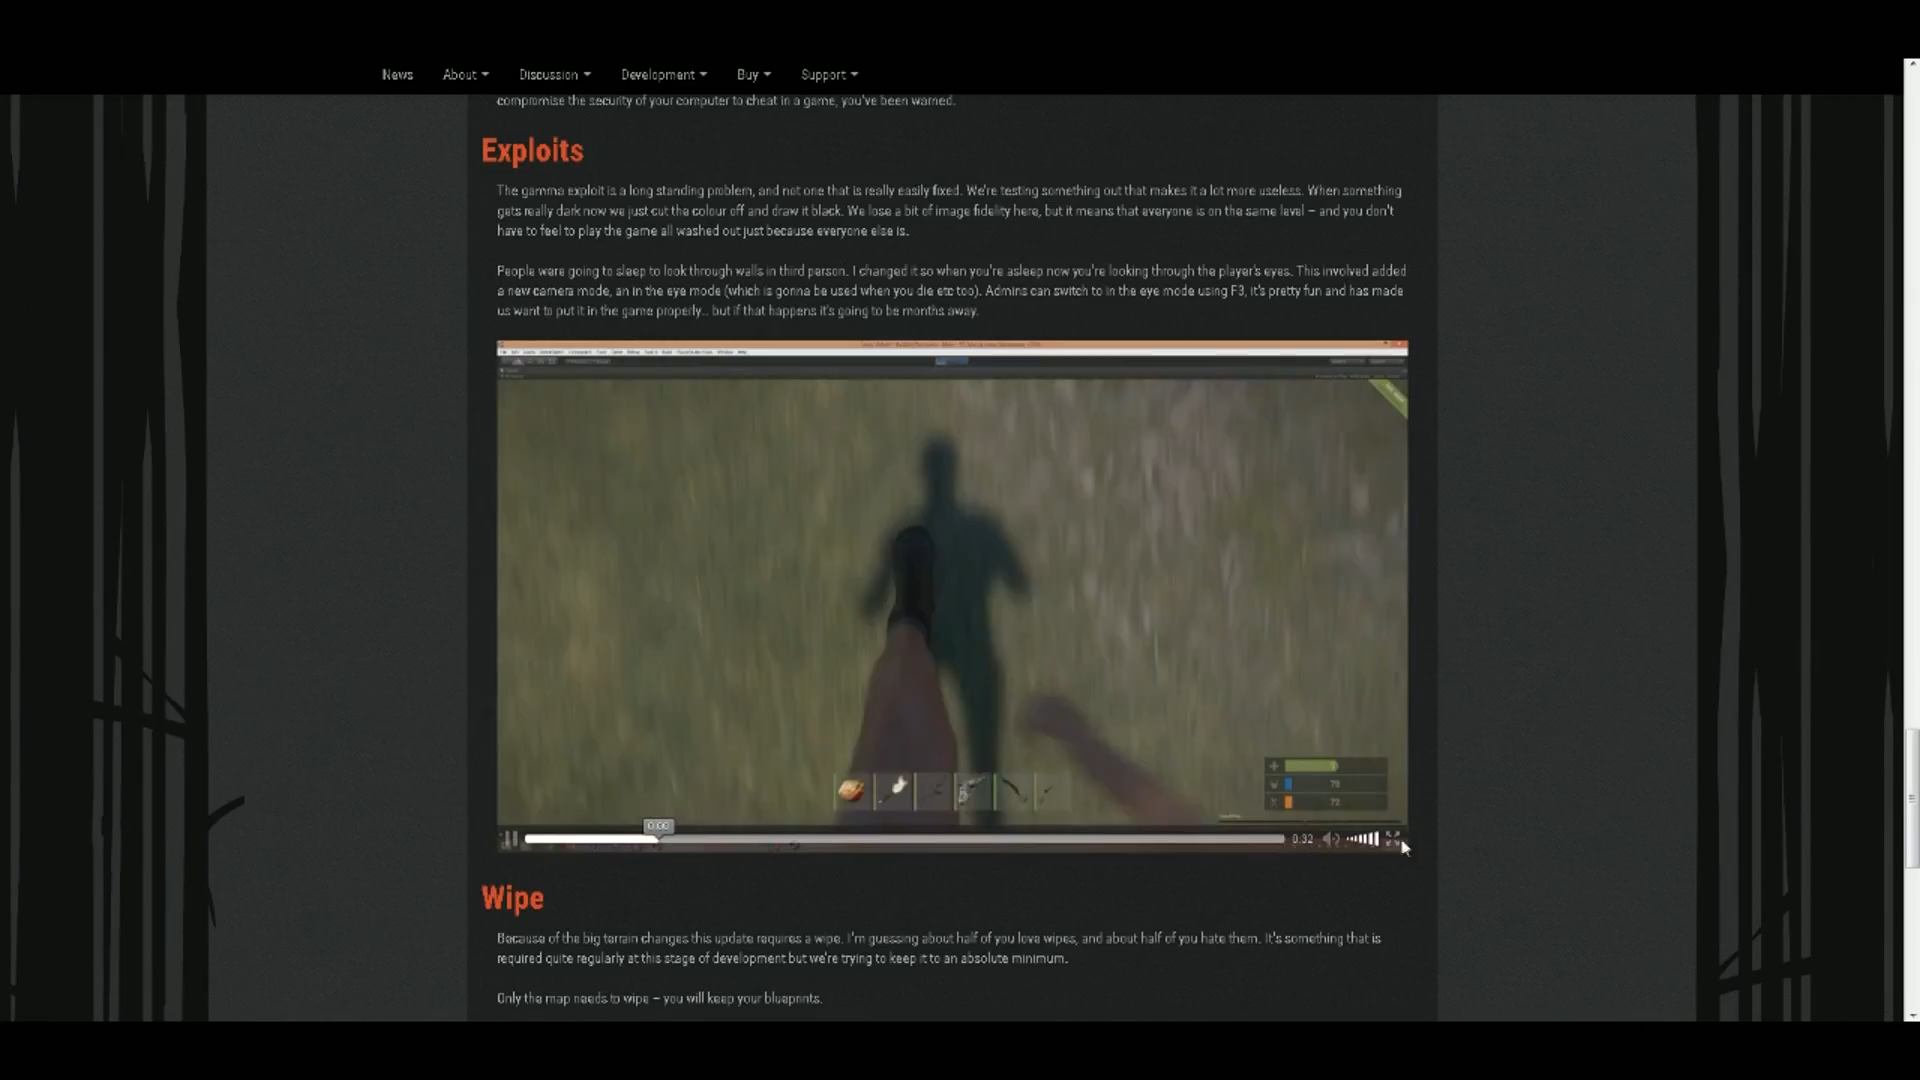 News About Discussion Development Buy Support
compromise the security of your computer to cheat in a game, you've been warned.
Exploits
The gamma exploit is a long standing problem, and not one that is really easily fixed. We're testing something out that makes it a lot more useless. When something
gets really dark now we just cut the colour off and draw it black. We lose a bit of image fidelity here, but it means that everyone is on the same level – and you don't
have to feel to play the game all washed out just because everyone else is.
People were going to sleep to look through walls in third person. I changed it so when you're asleep now you're looking through the player's eyes. This involved added
a new camera mode, an in the eye mode (which is gonna be used when you die etc too). Admins can switch to in the eye mode using F3, it's pretty fun and has made
us want to put it in the game properly.. but if that happens it's going to be months away.
70
72
0:00
0:32
Wipe
Because of the big terrain changes this update requires a wipe. I'm guessing about half of you love wipes, and about half of you hate them. It's something that is
required quite regularly at this stage of development but we're trying to keep it to an absolute minimum.
Only the map needs to wipe – you will keep your blueprints.